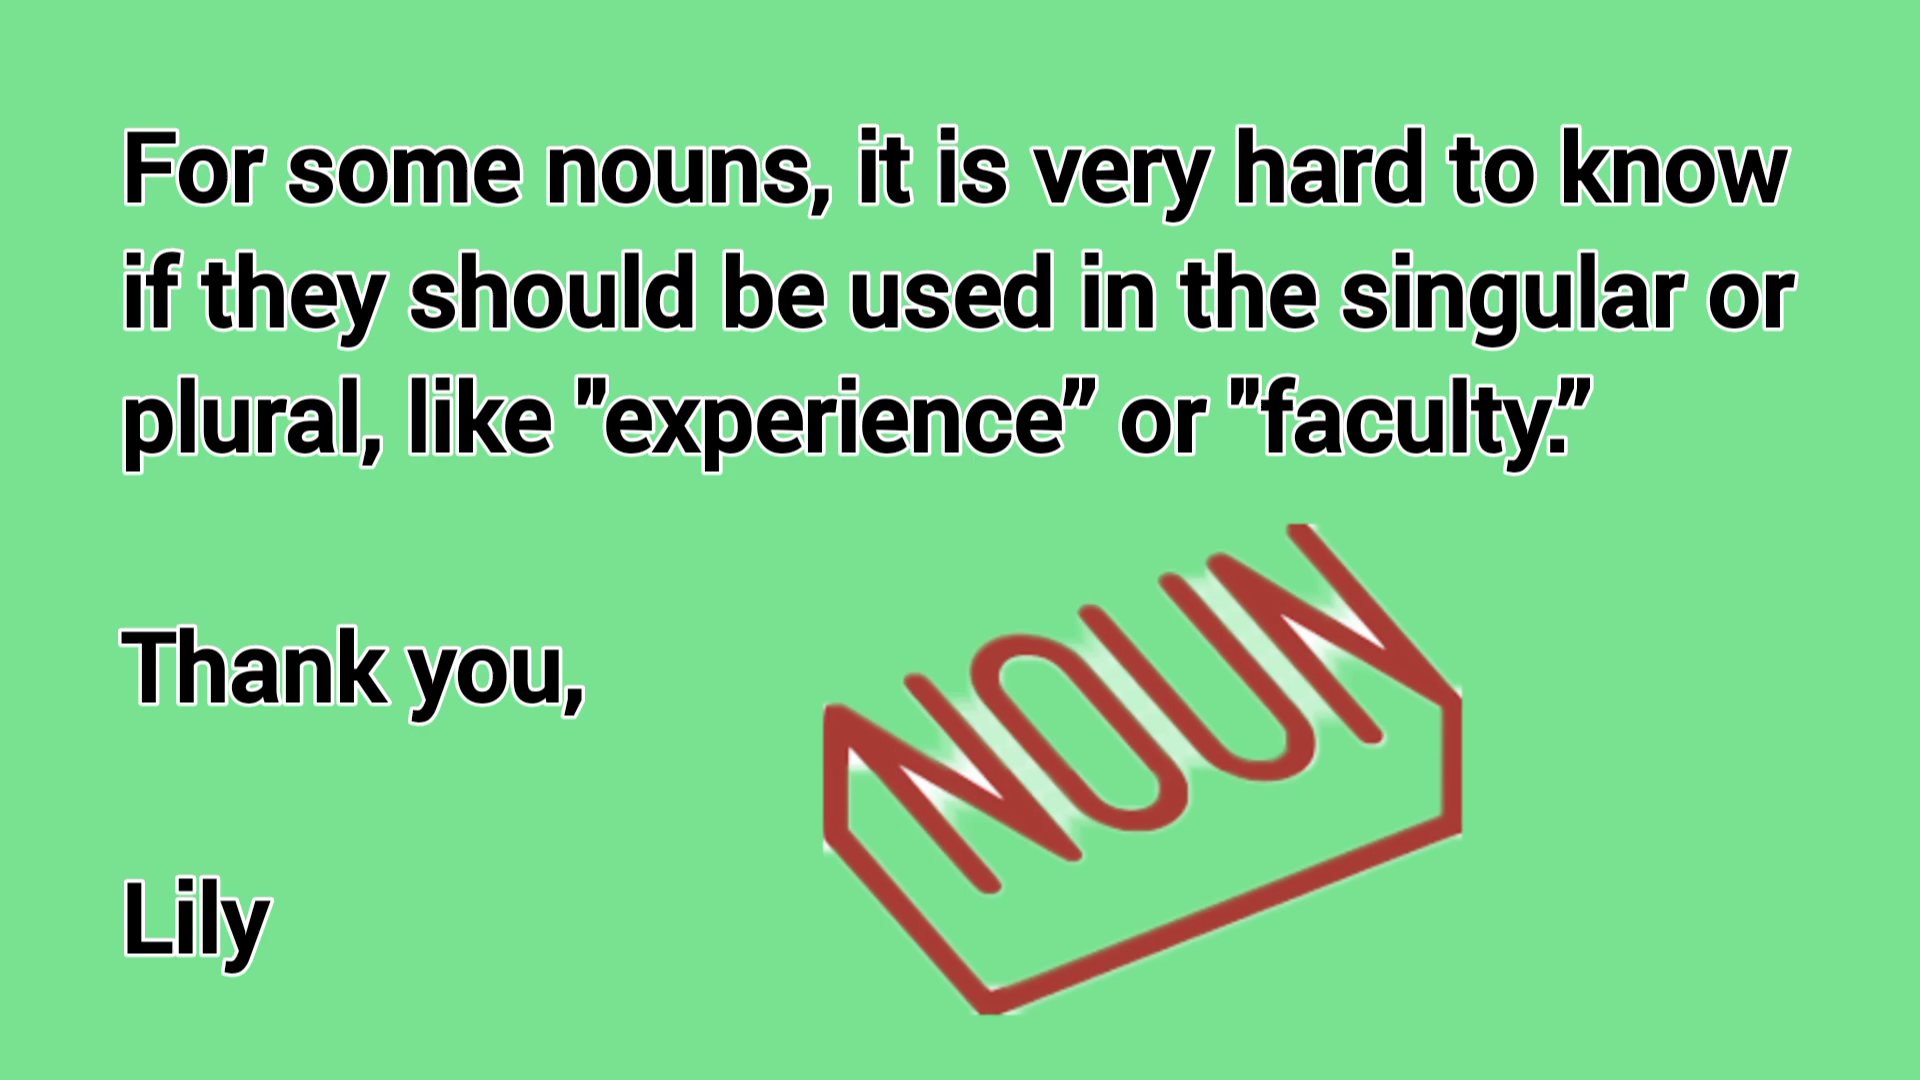 For some nouns, it is very hard to know
if they should be used in the singular or
plural, like "experience” or "faculty.”
Thank you,
Lily
NOUN